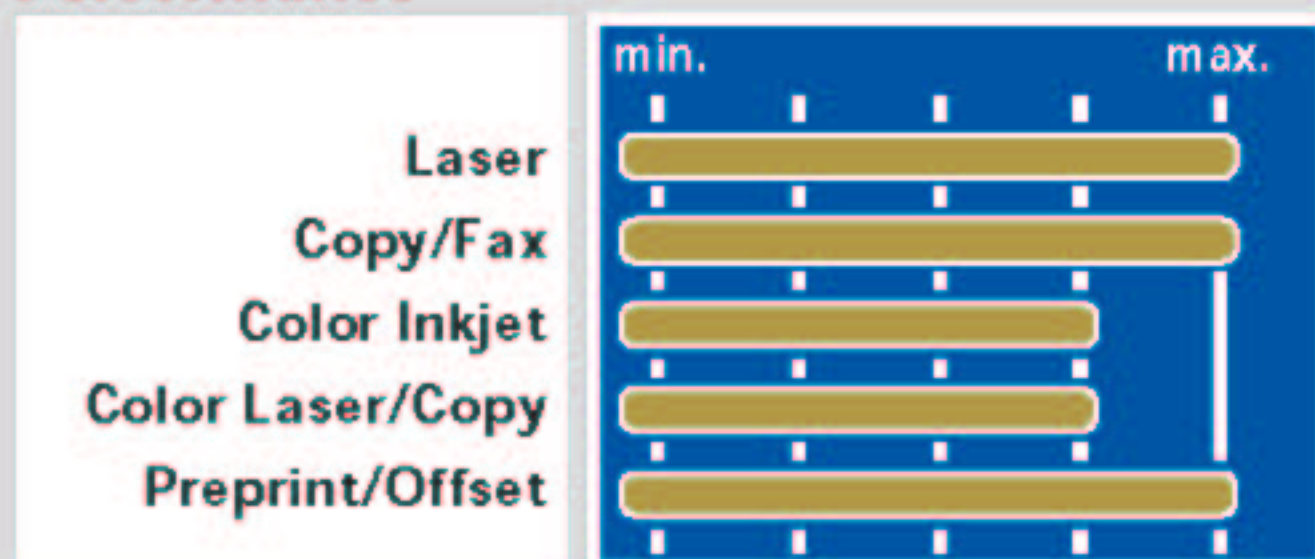 min. max.
Laser
Copy/Fax
Color Inkjet
Color Laser/Copy
Preprint/Offset